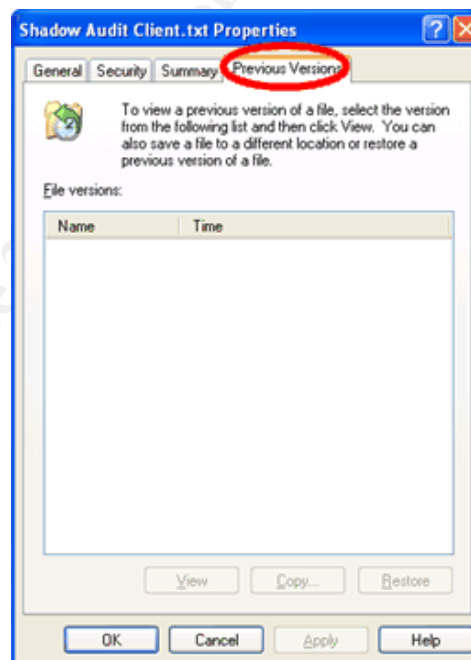 Shadow Audit Client.txt Properties
General Security Summary Previous Versions
To view a previous version of a file, select the version
from the following list and then click View. You can
also save a file to a different location or restore a
previous version of a file.
File versions:
Name Time
View Copy... Restore
OK Cancel Apply Help